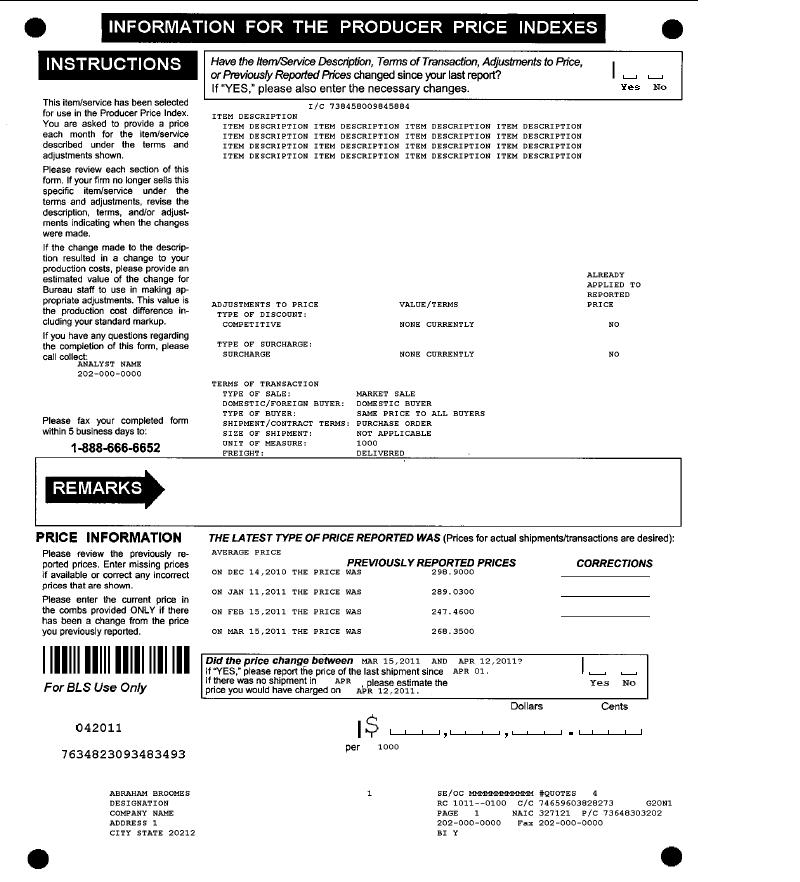 INFORMATION FOR THE PRODUCER PRICE INDEXES
INSTRUCTIONS
This item/service has been selected
for use in the Producer Price Index.
You are asked to provide a price
each month for the item/service
described under the terms and
adjustments shown.
Please review each section of this
form. If your firm no longer sells this
specific item/service under the
terms and adjustments, revise the
description, terms, and/or adjust-
ments indicating when the changes
were made.
If the change made to the descrip-
tion resulted in a change to your
production costs, please provide an
estimated value of the change for
Bureau staff to use in making ap-
propriate adjustments. This value is
the production cost difference in-
cluding your standard markup.
If you have any questions regarding
the completion of this form, please
call collect:
ANALYST NAME
202-000-0000
Please fax your completed form
within 5 business days to:
1-888-666-6652
Have the Item/Service Description, Terms of Transaction, Adjustments to Price,
or Previously Reported Prices changed since your last report?
If "YES," please also enter the necessary changes.
Yes No
I/C 738458009845884
ITEM DESCRIPTION
ITEM DESCRIPTION ITEM DESCRIPTION ITEM DESCRIPTION ITEM DESCRIPTION
ITEM DESCRIPTION ITEM DESCRIPTION ITEM DESCRIPTION ITEM DESCRIPTION
ITEM DESCRIPTION ITEM DESCRIPTION ITEM DESCRIPTION ITEM DESCRIPTION
ITEM DESCRIPTION ITEM DESCRIPTION ITEM DESCRIPTION ITEM DESCRIPTION
ALREADY
APPLIED TO
REPORTED
ADJUSTMENTS TO PRICE VALUE/TERMS PRICE
TYPE OF DISCOUNT:
COMPETITIVE NONE CURRENTLY NO
TYPE OF SURCHARGE:
SURCHARGE NONE CURRENTLY NO
TERMS OF TRANSACTION
TYPE OF SALE: MARKET SALE
DOMESTIC/FOREIGN BUYER: DOMESTIC BUYER
TYPE OF BUYER: SAME PRICE TO ALL BUYERS
SHIPMENT/CONTRACT TERMS: PURCHASE ORDER
SIZE OF SHIPMENT: NOT APPLICABLE
UNIT OF MEASURE: 1000
FREIGHT: DELIVERED
REMARKS
PRICE INFORMATION
Please review the previously re-
ported prices. Enter missing prices
if available or correct any incorrect
prices that are shown.
Please enter the current price in
the combs provided ONLY if there
has been a change from the price
you previously reported.
For BLS Use Only
042011
7634823093483493
THE LATEST TYPE OF PRICE REPORTED WAS (Prices for actual shipments/transactions are desired):
AVERAGE PRICE
PREVIOUSLY REPORTED PRICES CORRECTIONS
ON DEC 14,2010 THE PRICE WAS 298.9000
ON JAN 11,2011 THE PRICE WAS 289.0300
ON FEB 15,2011 THE PRICE WAS 247.4600
ON MAR 15,2011 THE PRICE WAS 268.3500
Did the price change between MAR 15,2011 AND APR 12,2011?
If "YES," please report the price of the last shipment since APR 01.
If there was no shipment in APR , please estimate the
price you would have charged on APR 12,2011.
Yes No
Dollars Cents
$ , , .
per 1000
ABRAHAM BROOMES
DESIGNATION
COMPANY NAME
ADDRESS 1
CITY STATE 20212
1
SE/OC #QUOTES 4
RC 1011--0100 C/C 74659603828273 G20N1
PAGE 1 NAIC 327121 P/C 73648303202
202-000-0000 Fax 202-000-0000
BI Y